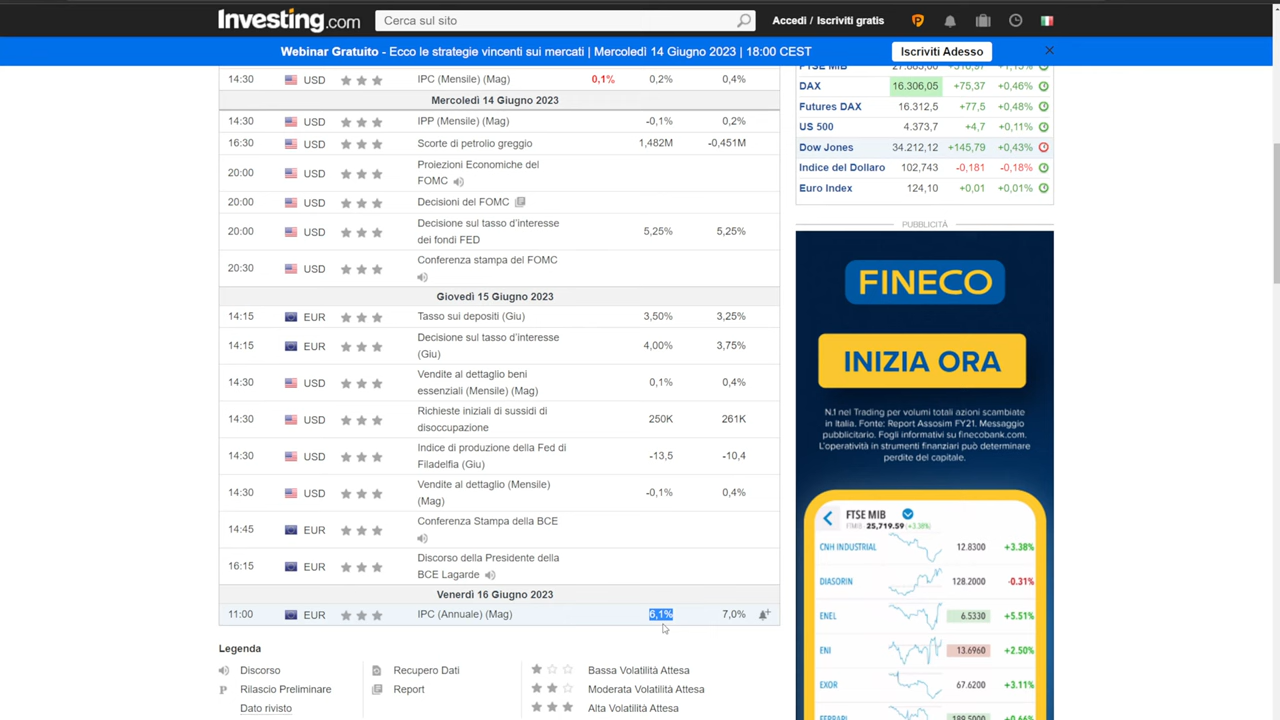 Investing.com
Cerca sul sito
Accedi / Iscriviti gratis
Webinar Gratuito - Ecco le strategie vincenti sui mercati | Mercoledì 14 Giugno 2023 | 18:00 CEST
Iscriviti Adesso
14:30 USD IPC (Mensile) (Mag) 0,1% 0,2% 0,4%
Mercoledì 14 Giugno 2023
14:30 USD IPP (Mensile) (Mag) -0,1% 0,2%
16:30 USD Scorte di petrolio greggio 1,482M -0,451M
20:00 USD Proiezioni Economiche del
FOMC
20:00 USD Decisioni del FOMC
20:00 USD Decisione sul tasso d'interesse
dei fondi FED 5,25% 5,25%
20:30 USD Conferenza stampa del FOMC
Giovedì 15 Giugno 2023
14:15 EUR Tasso sui depositi (Giu) 3,50% 3,25%
14:15 EUR Decisione sul tasso d'interesse
(Giu) 4,00% 3,75%
14:30 USD Vendite al dettaglio beni
essenziali (Mensile) (Mag) 0,1% 0,4%
14:30 USD Richieste iniziali di sussidi di
disoccupazione 250K 261K
14:30 USD Indice di produzione della Fed di
Filadelfia (Giu) -13,5 -10,4
14:30 USD Vendite al dettaglio (Mensile)
(Mag) -0,1% 0,4%
14:45 EUR Conferenza Stampa della BCE
16:15 EUR Discorso della Presidente della
BCE Lagarde
Venerdì 16 Giugno 2023
11:00 EUR IPC (Annuale) (Mag) 6,1% 7,0%
Legenda
Discorso
Recupero Dati
Bassa Volatilità Attesa
P Rilascio Preliminare
Report
Moderata Volatilità Attesa
Dato rivisto
Alta Volatilità Attesa
FTSE MIB
DAX 16.306,05 +75,37 +0,46%
Futures DAX 16.312,5 +77,5 +0,48%
US 500 4.373,7 +4,7 +0,11%
Dow Jones 34.212,12 +145,79 +0,43%
Indice del Dollaro 102,743 -0,181 -0,18%
Euro Index 124,10 +0,01 +0,01%
PUBBLICITÀ
FINECO
INIZIA ORA
N.1 nel Trading per volumi totali azioni scambiate
in Italia. Fonte: Report Assosim FY21. Messaggio
pubblicitario. Fogli informativi su finecobank.com.
L'operatività in strumenti finanziari può determinare
perdite del capitale.
FTSE MIB
25,719.59 (+3.38%)
CNH INDUSTRIAL 12.8300 +3.38%
DIASORIN 128.2000 -0.31%
ENEL 6.5330 +5.51%
ENI 13.6960 +2.50%
EXOR 67.6200 +3.11%
FERRARI 189.5000 +0.66%